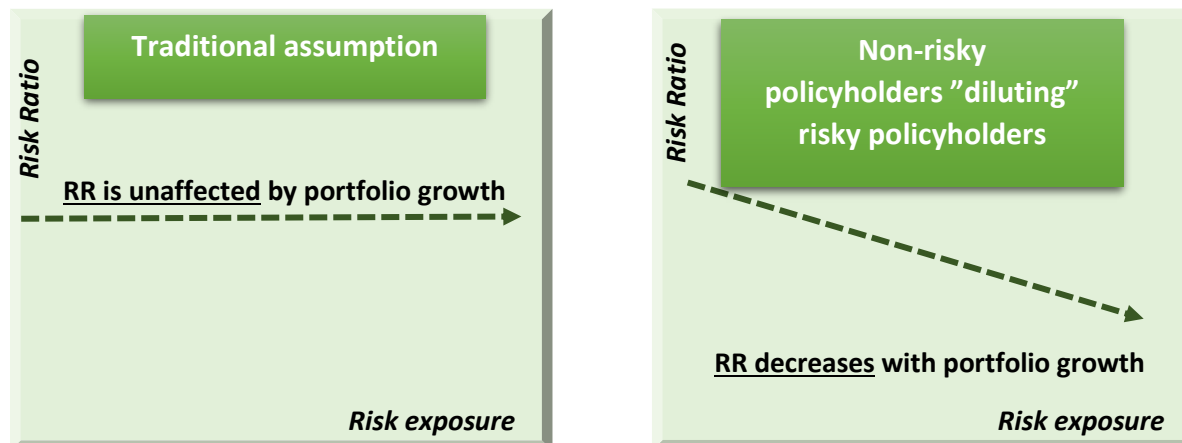 Traditional assumption
Risk Ratio
RR is unaffected by portfolio growth
Risk exposure
Non-risky
policyholders ”diluting”
risky policyholders
Risk Ratio
RR decreases with portfolio growth
Risk exposure